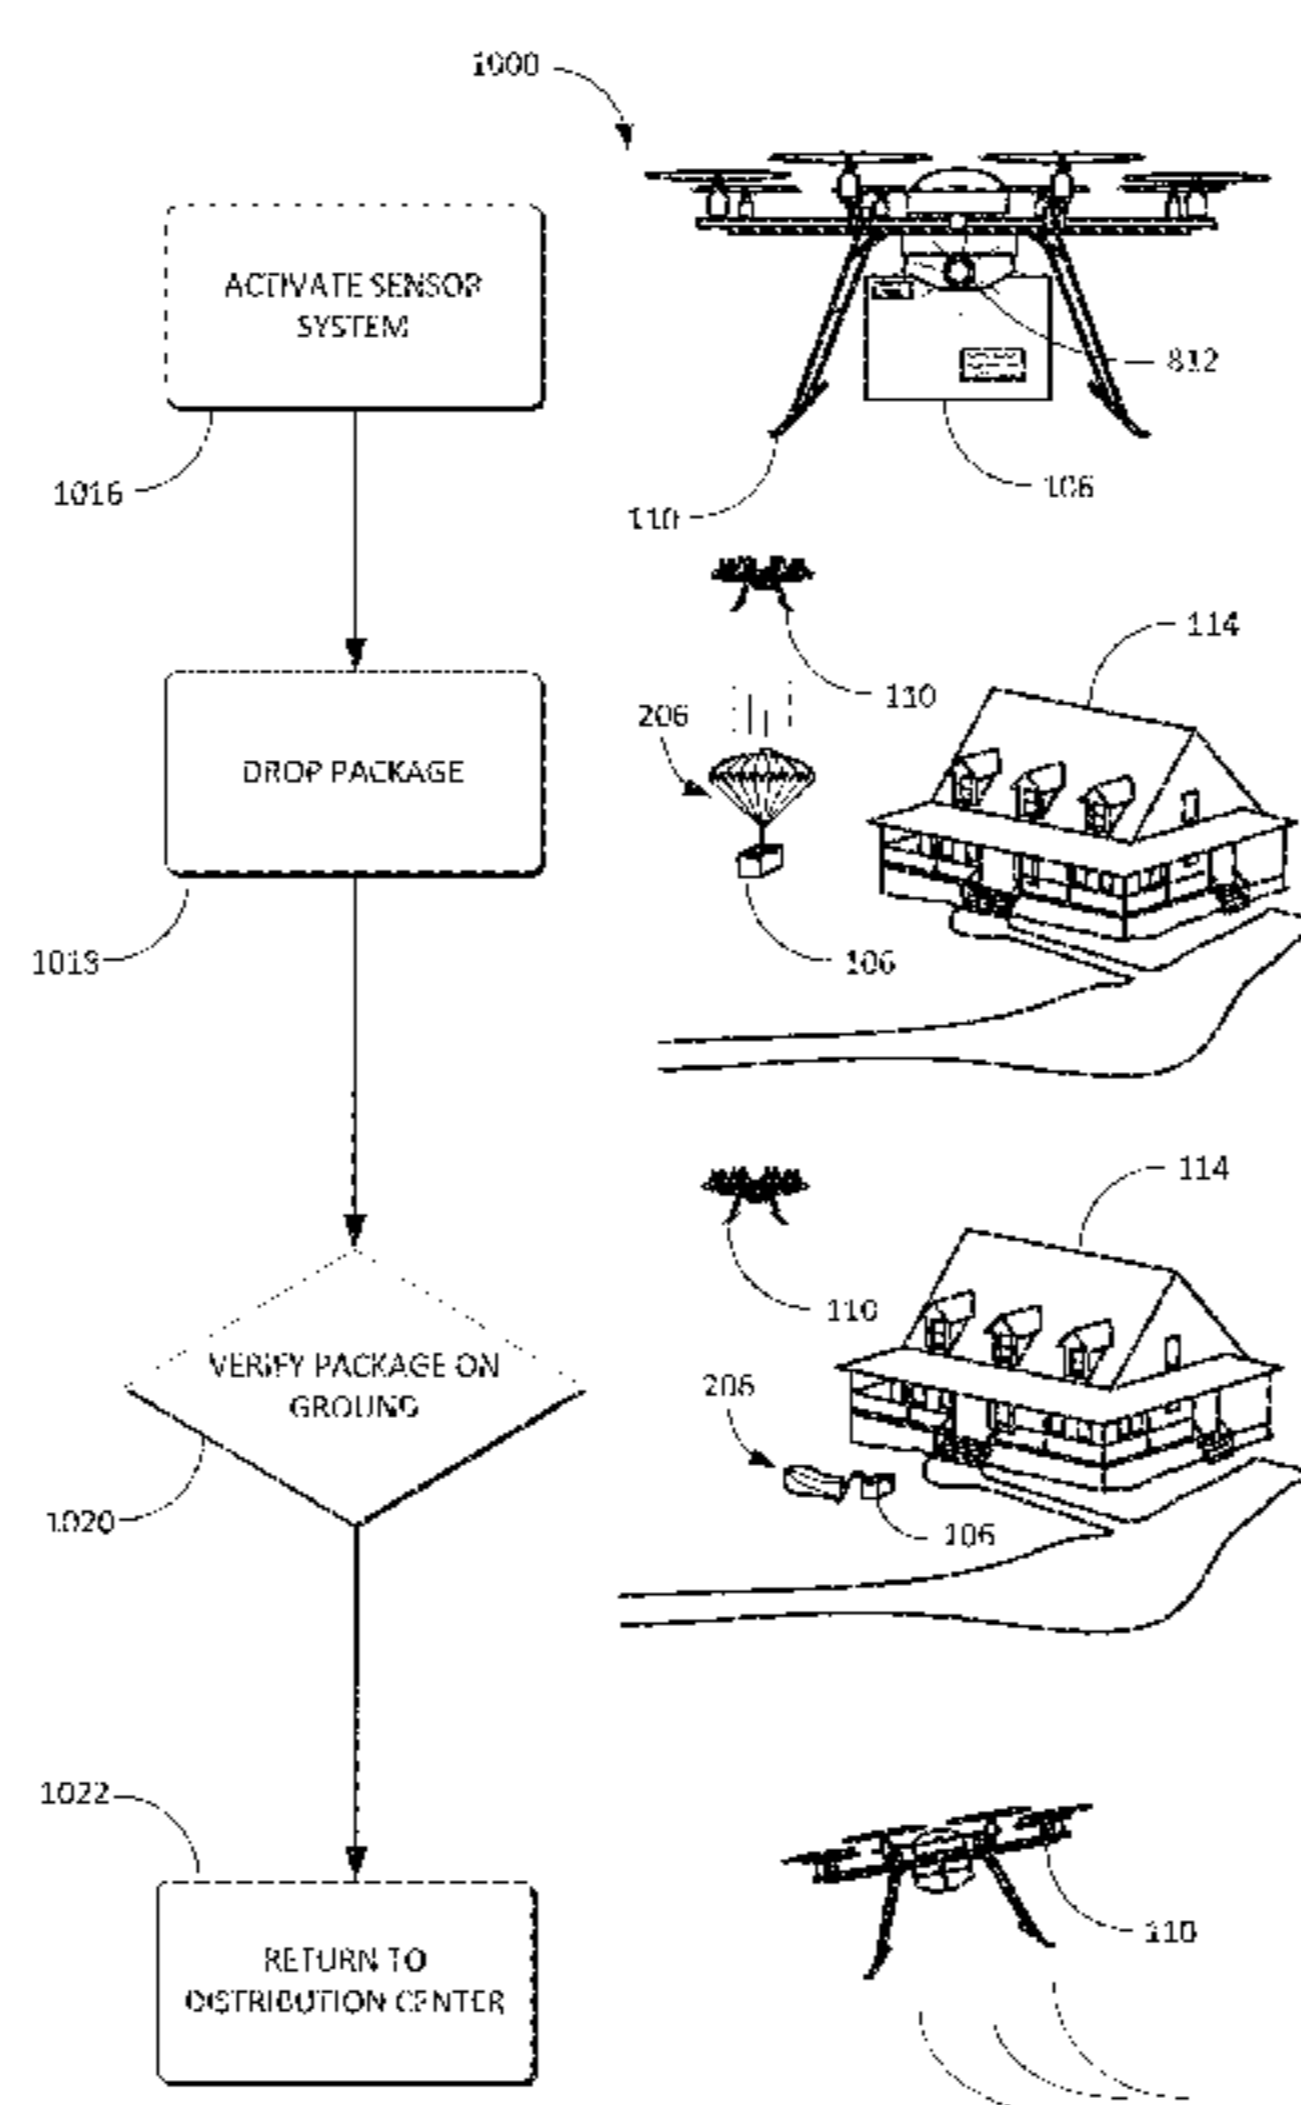 1000
ACTIVATE SENSOR
SYSTEM
812
1016
106
110
114
110
206
DROP PACKAGE
1018
106
114
110
VERIFY PACKAGE ON
GROUND
206
1020
106
1022
110
RETURN TO
DISTRIBUTION CENTER